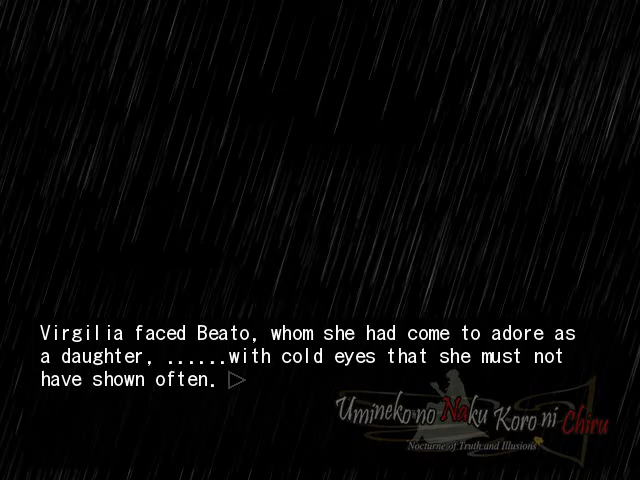 Virgilia faced Beato, whom she had come to adore as
a daughter, ......with cold eyes that she must not
have shown often.
Umineko no Naku Koro ni Chiru
Nocturne of Truth and Illusions